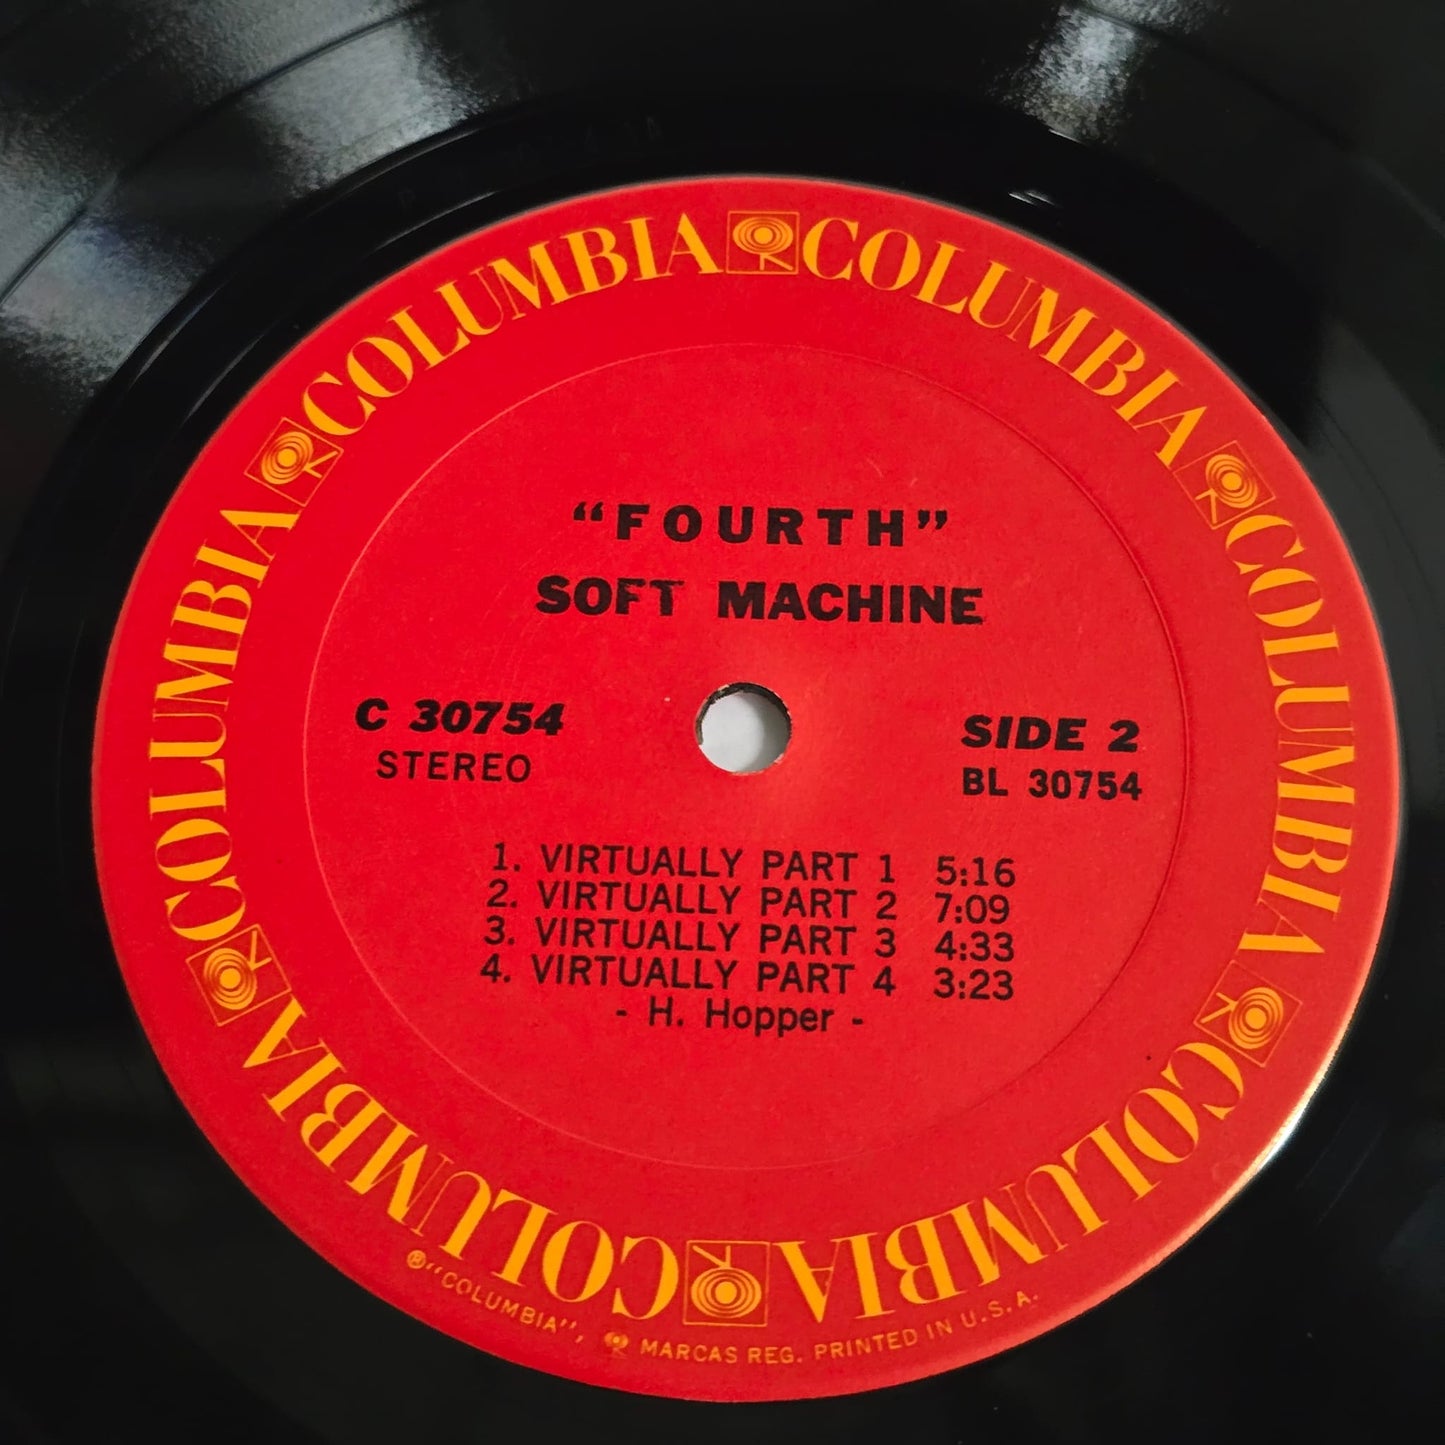 COLUMBIA COLUMBIA COLUMBIA COLUMBIA COLUMBIA COLUMBIA
"FOURTH"
SOFT MACHINE
C 30754
STEREO
SIDE 2
BL 30754
1. VIRTUALLY PART 1 5:16
2. VIRTUALLY PART 2 7:09
3. VIRTUALLY PART 3 4:33
4. VIRTUALLY PART 4 3:23
- H. Hopper -
® "COLUMBIA", MARCAS REG. PRINTED IN U.S.A.